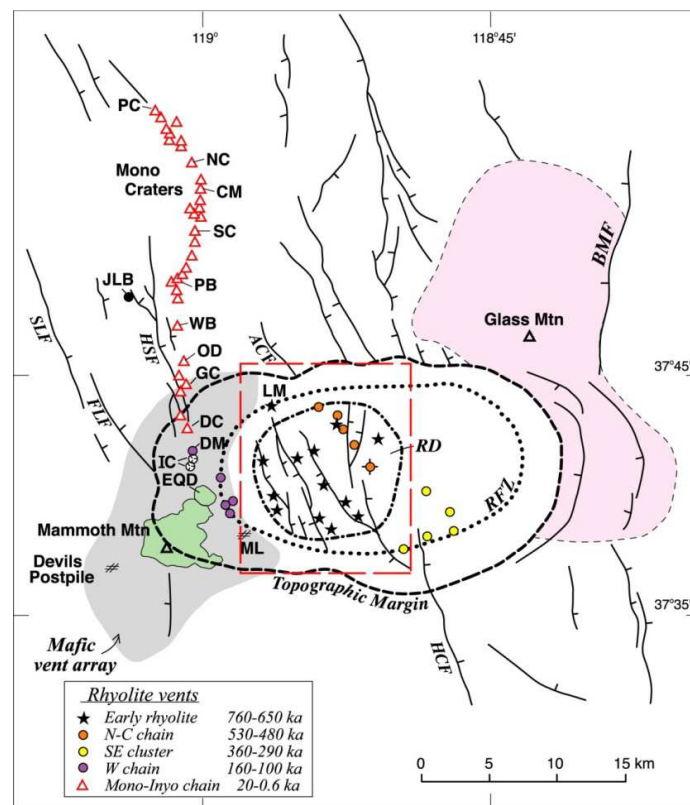 119°
118°45'
PC
NC
Mono
Craters
CM
SC
BMF
JLB
PB
SLF
HSF
WB
Glass Mtn
OD
ACF
37°45'
GC
LM
FLF
DC
DM
RD
IC
EQD
RFZ
Mammoth Mtn
ML
Devils
Postpile
Topographic Margin
37°35'
Mafic
vent array
HCF
Rhyolite vents
Early rhyolite 760-650 ka
N-C chain 530-480 ka
SE cluster 360-290 ka
W chain 160-100 ka
Mono-Inyo chain 20-0.6 ka
0 5 10 15 km